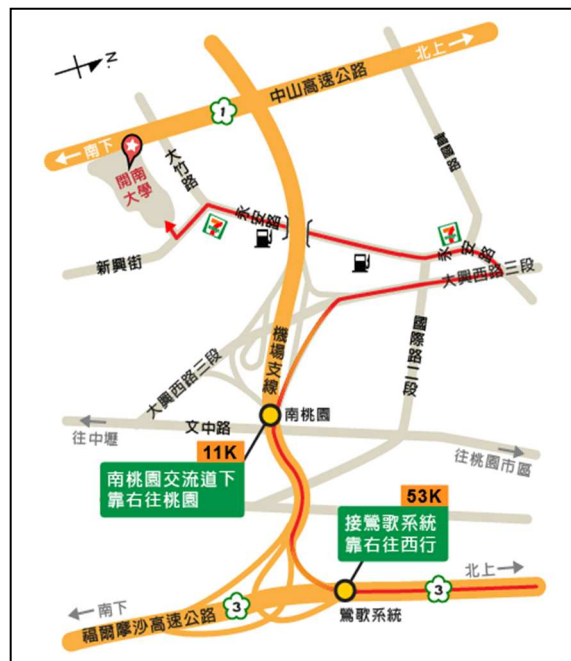 N
北上
中山高速公路
1
南下
開南
大學
大竹路
永安路
7
7
永安路
新興街
大興西路三段
國際路二段
機場支線
大興西路三段
南桃園
文中路
往中壢
往桃園市區
11K
南桃園交流道下
靠右往桃園
53K
接鶯歌系統
靠右往西行
北上
3
南下
3
福爾摩沙高速公路
鶯歌系統